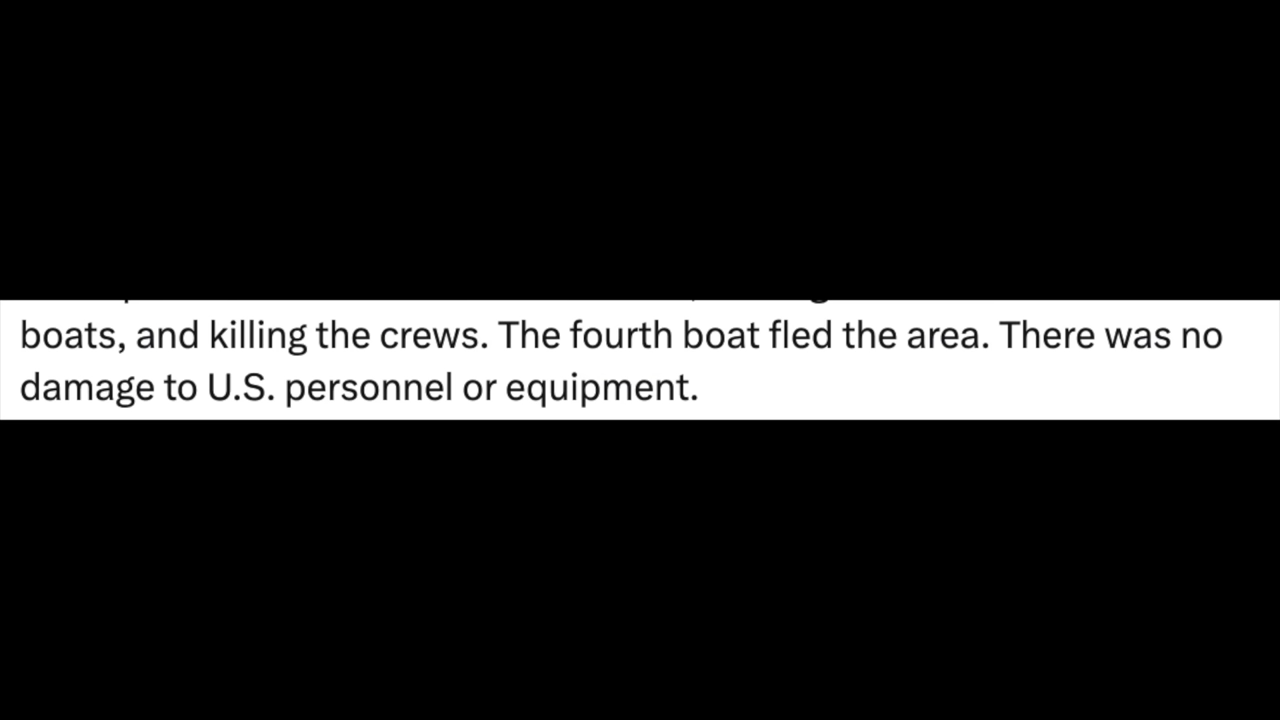 boats, and killing the crews. The fourth boat fled the area. There was no
damage to U.S. personnel or equipment.